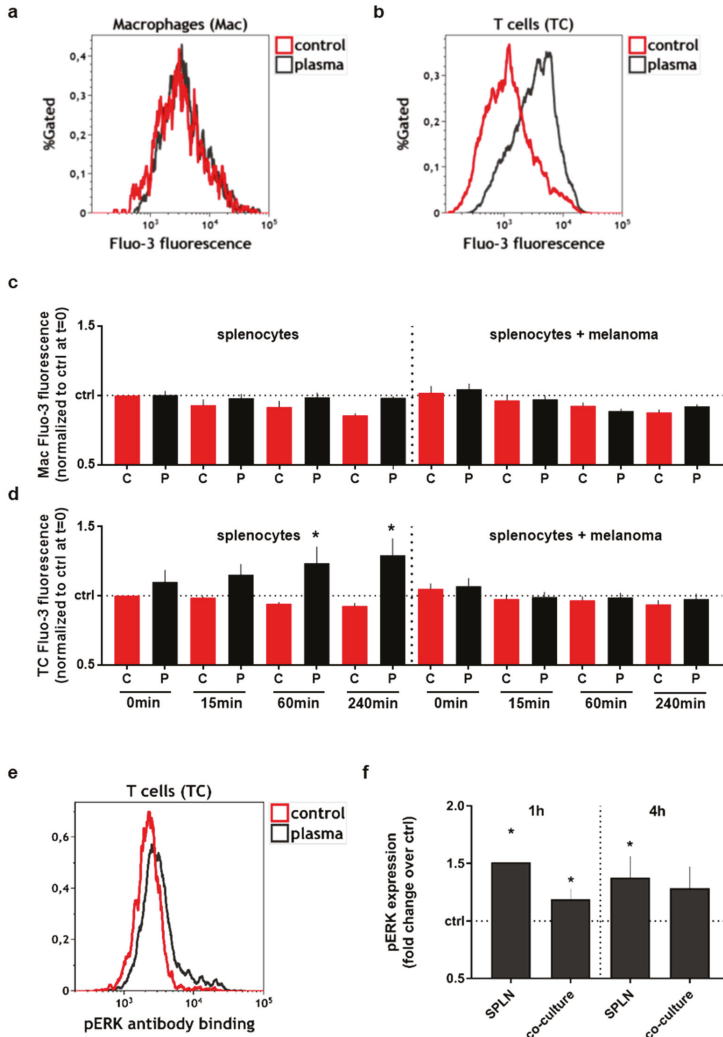 a
Macrophages (Mac)
control
plasma
0,4
0,3
0,2
0,1
0
%Gated
10³ 10⁴ 10⁵
Fluo-3 fluorescence
b
T cells (TC)
control
plasma
0,3
0,2
0,1
0
%Gated
10³ 10⁴ 10⁵
Fluo-3 fluorescence
c
Mac Fluo-3 fluorescence
(normalized to ctrl at t=0)
1.5
ctrl
0.5
splenocytes
splenocytes + melanoma
C P C P C P C P C P C P C P C P
d
TC Fluo-3 fluorescence
(normalized to ctrl at t=0)
1.5
ctrl
0.5
splenocytes * *
splenocytes + melanoma
C P C P C P C P C P C P C P C P
0min 15min 60min 240min 0min 15min 60min 240min
e
T cells (TC)
control
plasma
0,6
0,4
0,2
0
10³ 10⁴ 10⁵
pERK antibody binding
f
pERK expression
(fold change over ctrl)
2.0
1.5
ctrl
0.5
1h 4h
* * *
SPLN co-culture SPLN co-culture